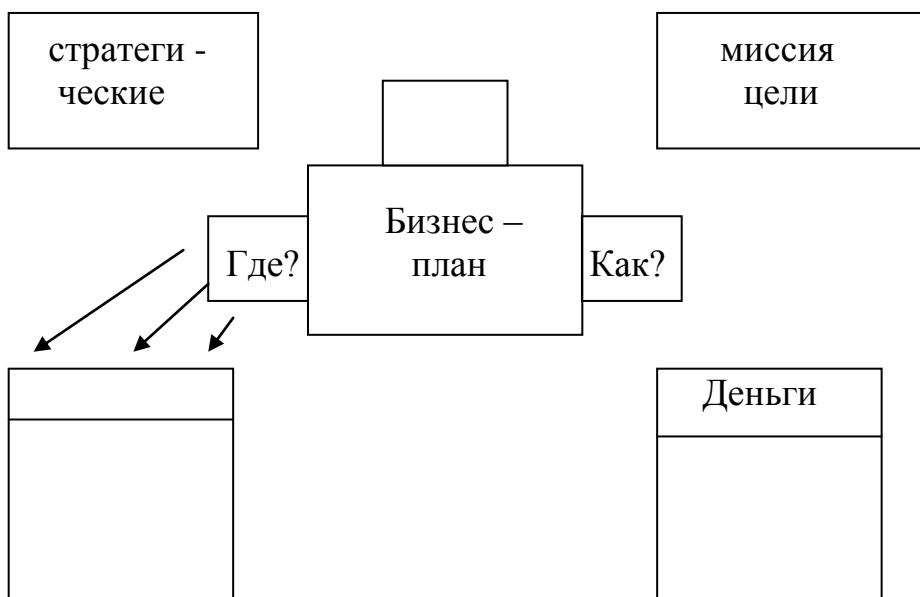 стратеги -
ческие
миссия
цели
Бизнес –
план
Где?
Как?
Деньги